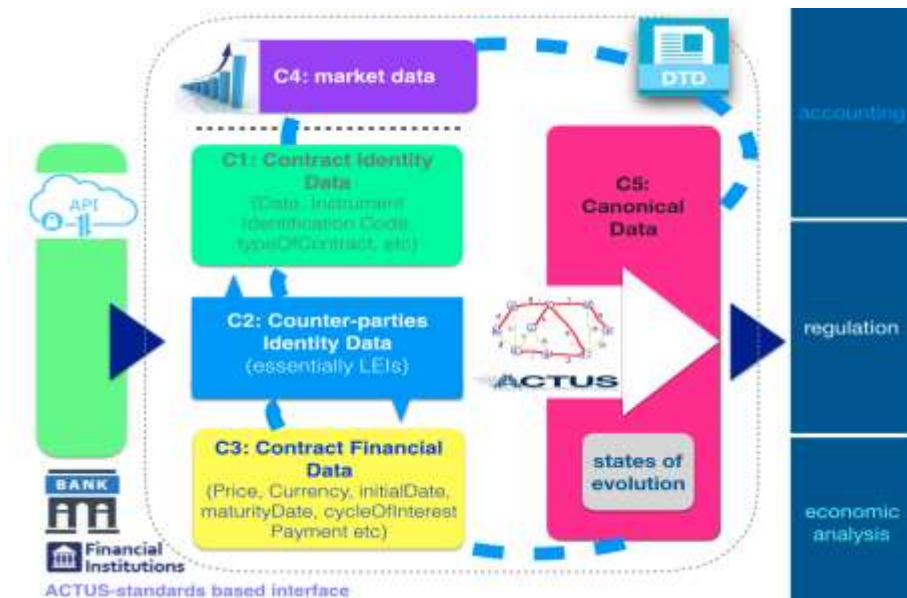 C4: market data
DTD
accounting
C1: Contract Identity
Data
(Date, Instrument
Identification Code,
typeOfContract, etc)
API
C5:
Canonical
Data
C2: Counter-parties
Identity Data
(essentially LEIs)
ACTUS
regulation
C3: Contract Financial
Data
(Price, Currency, initialDate,
maturityDate, cycleOfInterest
Payment etc)
states of
evolution
BANK
Financial
Institutions
economic
analysis
ACTUS-standards based interface